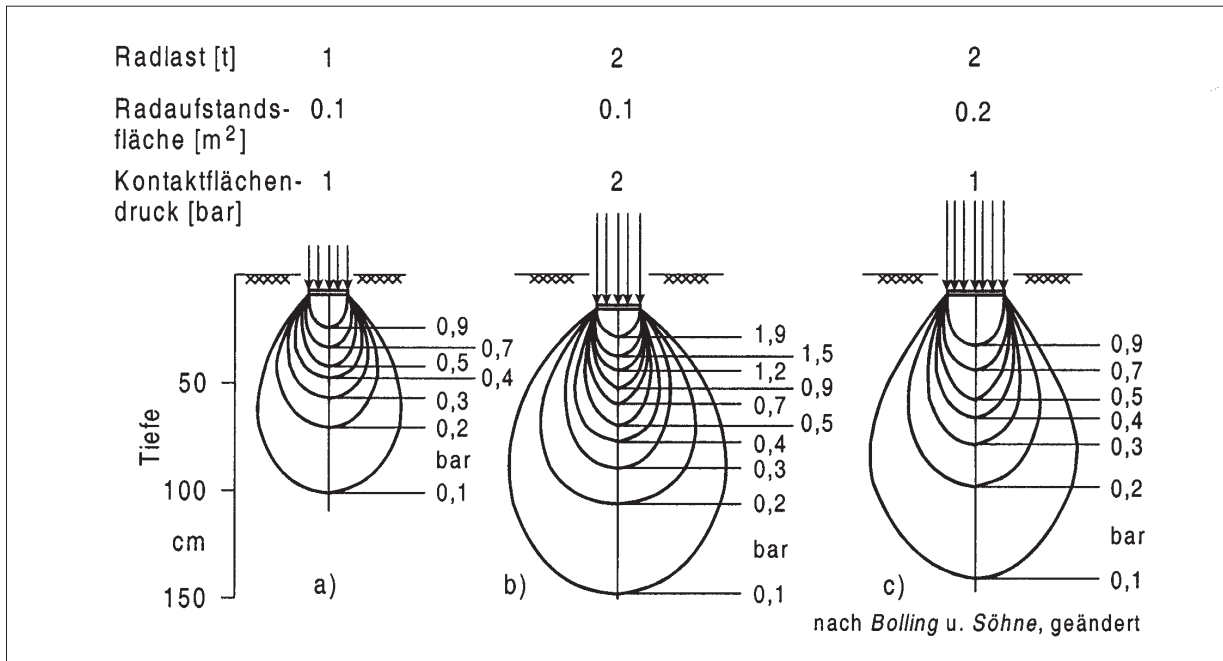 Radlast [t] 1 2 2
Radaufstands- 0.1 0.1 0.2
fläche [m²]
Kontaktflächen- 1 2 1
druck [bar]
Tiefe
50
100
cm
150
0,9
0,7
0,5
0,4
0,3
0,2
bar
0,1
a)
1,9
1,5
1,2
0,9
0,7
0,5
0,4
0,3
0,2
bar
0,1
b)
0,9
0,7
0,5
0,4
0,3
0,2
bar
0,1
c)
nach Bolling u. Söhne, geändert